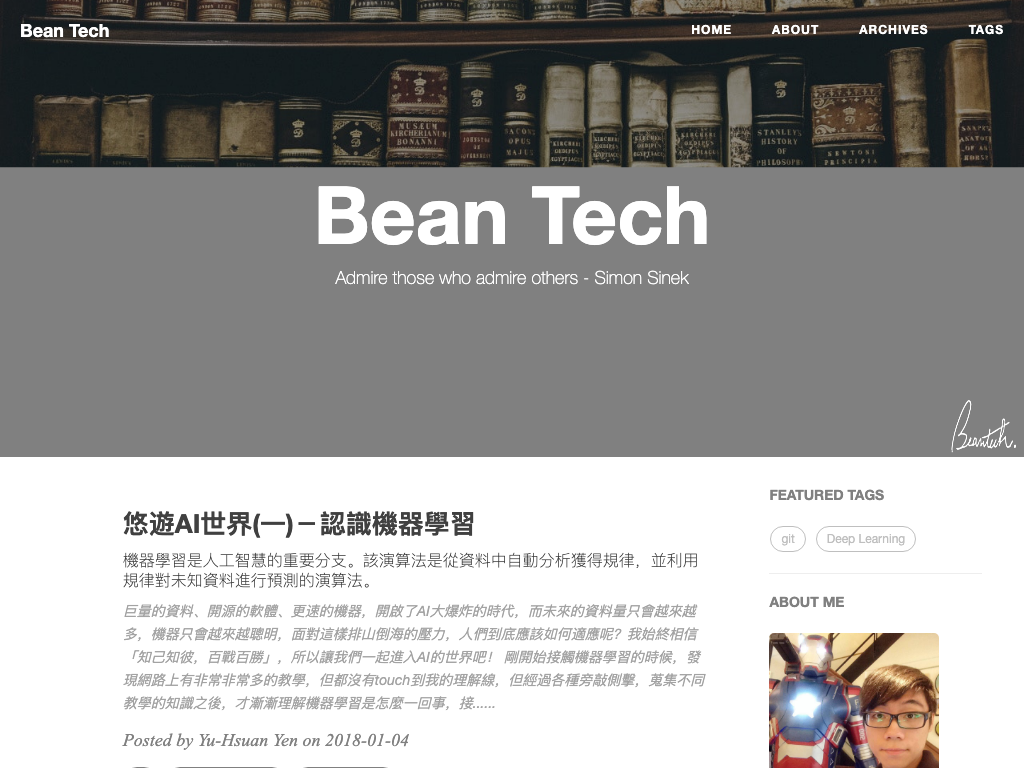 Bean Tech
HOME ABOUT ARCHIVES TAGS
MUSEUM
KIRCHERIANUM
BONANNI
STANLEY'S
HISTORY
OF
PHILOSOPH
NEWTONI
PRINCIPIA
Bean Tech
Admire those who admire others - Simon Sinek
Beantech.
悠遊AI世界(一)－認識機器學習
機器學習是人工智慧的重要分支。該演算法是從資料中自動分析獲得規律，並利用
規律對未知資料進行預測的演算法。
巨量的資料、開源的軟體、更速的機器，開啟了AI大爆炸的時代，而未來的資料量只會越來越
多，機器只會越來越聰明，面對這樣排山倒海的壓力，人們到底應該如何適應呢？我始終相信
「知己知彼，百戰百勝」，所以讓我們一起進入AI的世界吧！ 剛開始接觸機器學習的時候，發
現網路上有非常非常多的教學，但都沒有touch到我的理解線，但經過各種旁敲側擊，蒐集不同
教學的知識之後，才漸漸理解機器學習是怎麼一回事，接......
Posted by Yu-Hsuan Yen on 2018-01-04
FEATURED TAGS
git
Deep Learning
ABOUT ME